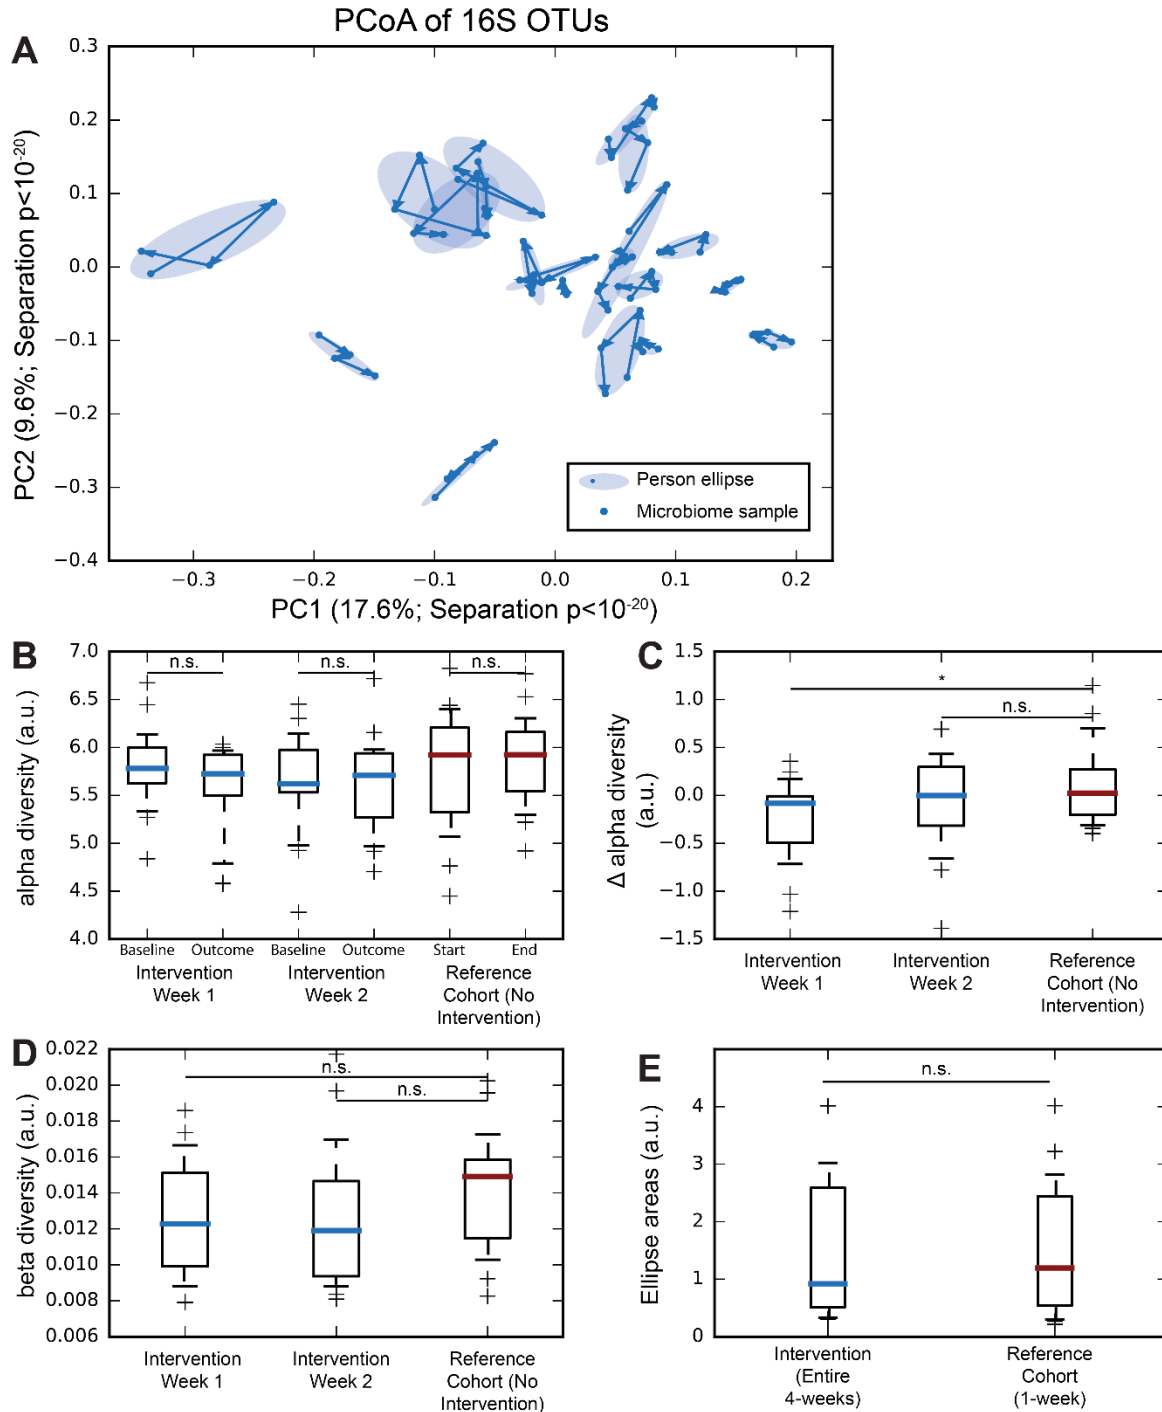 PCoA of 16S OTUs
A
0.3
0.2
0.1
0.0
−0.1
−0.2
−0.3
−0.4
PC2 (9.6%; Separation p<10-20)
Person ellipse
Microbiome sample
−0.3
−0.2
−0.1
0.0
0.1
0.2
PC1 (17.6%; Separation p<10-20)
B
7.0
6.5
6.0
5.5
5.0
4.5
4.0
alpha diversity (a.u.)
n.s.
n.s.
n.s.
Baseline
Outcome
Baseline
Outcome
Start
End
Intervention
Week 1
Intervention
Week 2
Reference
Cohort (No
Intervention)
C
1.5
1.0
0.5
0.0
−0.5
−1.0
−1.5
Δ alpha diversity
(a.u.)
*
n.s.
Intervention
Week 1
Intervention
Week 2
Reference
Cohort (No
Intervention)
D
0.022
0.020
0.018
0.016
0.014
0.012
0.010
0.008
0.006
beta diversity (a.u.)
n.s.
n.s.
Intervention
Week 1
Intervention
Week 2
Reference
Cohort (No
Intervention)
E
5
4
3
2
1
0
Ellipse areas (a.u.)
n.s.
Intervention
(Entire
4-weeks)
Reference
Cohort
(1-week)